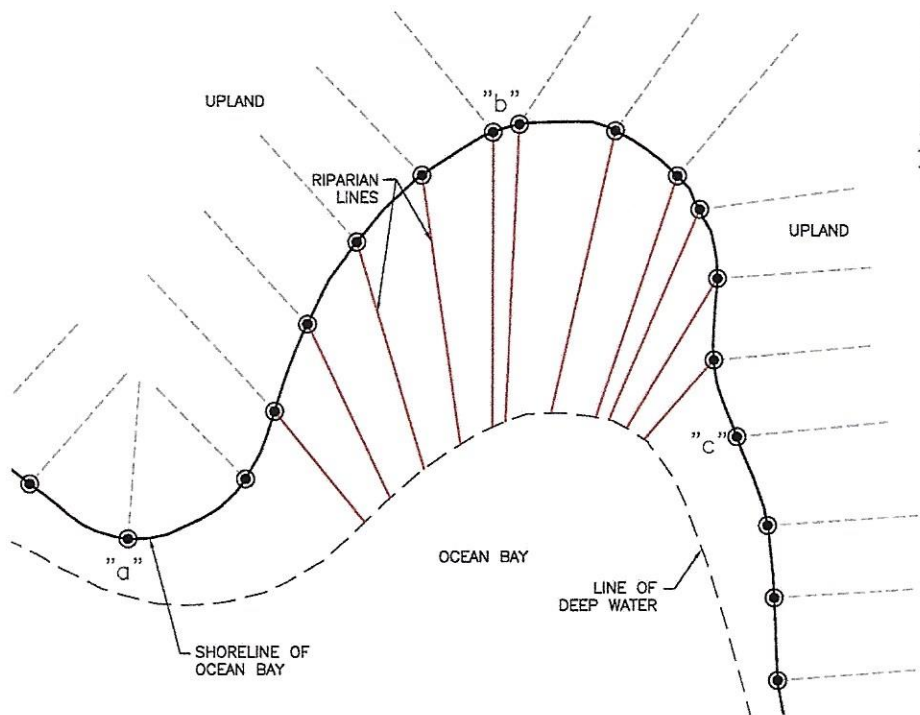 "b"
UPLAND
RIPARIAN
LINES
UPLAND
"c"
"a"
OCEAN BAY
LINE OF
DEEP WATER
SHORELINE OF
OCEAN BAY